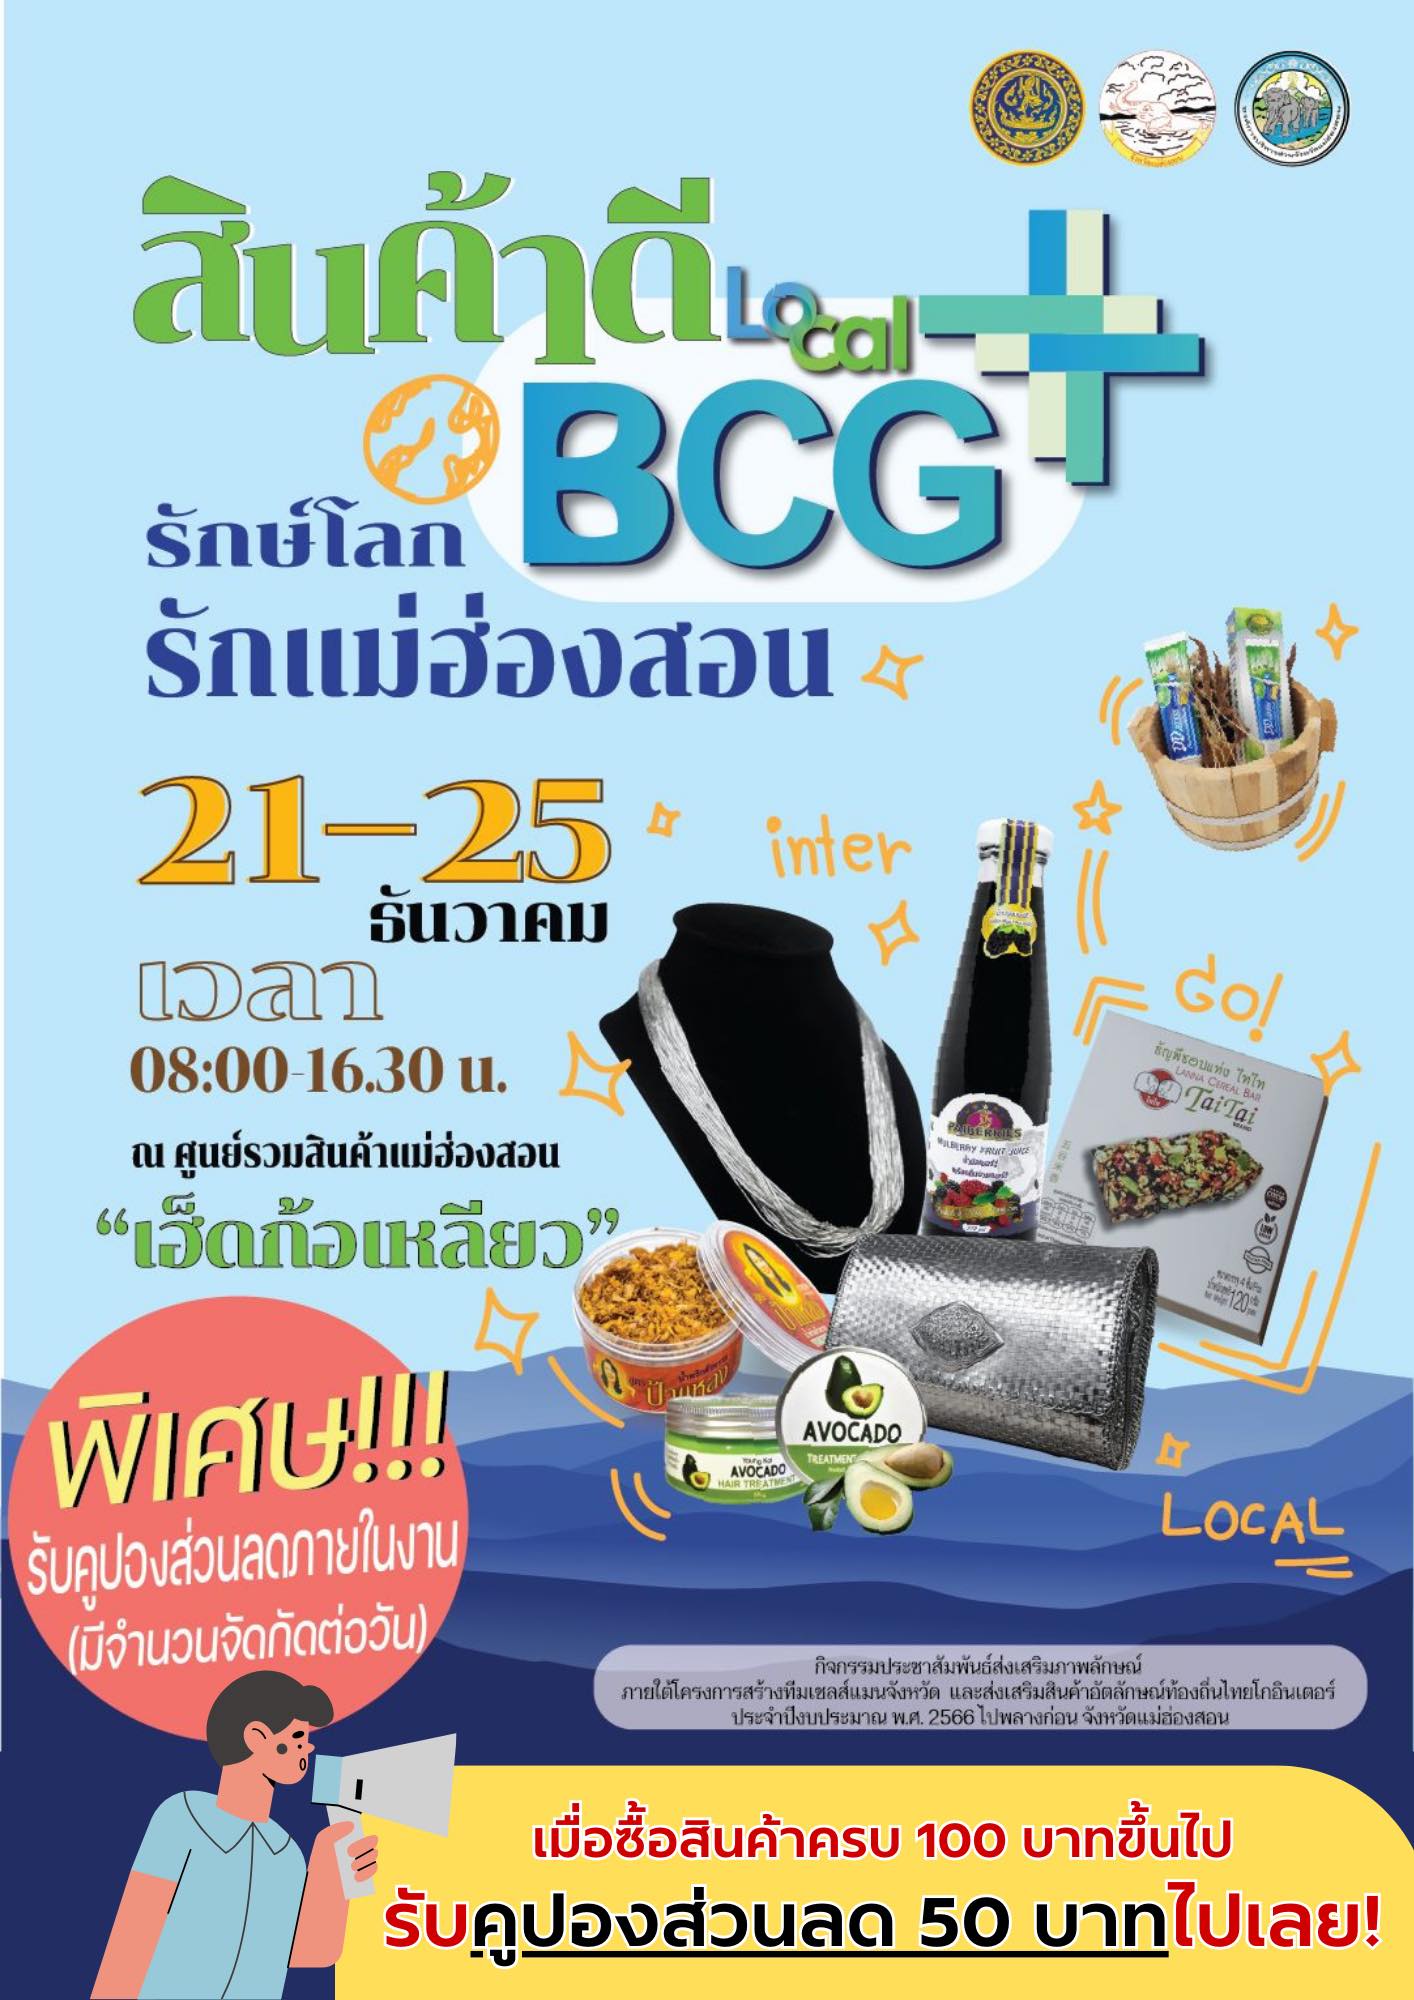 สินค้าดี
Local
BCG
รักษ์โลก
รักแม่ฮ่องสอน
21-25
ธันวาคม
เวลา
08:00-16.30 น.
ณ ศูนย์รวมสินค้าแม่ฮ่องสอน
“เฮ็ดก้อเหลียว”
inter
GO!
LOCAL
ธัญพืชอบแท่ง ไทไท
LANNA CEREAL BAR
TaiTai
BRAND
PAIBERRIES
MULBERRY FRUIT JUICE
AVOCADO
TREATMENT
Young Kai
AVOCADO
HAIR TREATMENT
พิเศษ!!!
รับคูปองส่วนลดภายในงาน
(มีจำนวนจัดกัดต่อวัน)
กิจกรรมประชาสัมพันธ์ส่งเสริมภาพลักษณ์
ภายใต้โครงการสร้างทีมเซลส์แมนจังหวัด และส่งเสริมสินค้าอัตลักษณ์ท้องถิ่นไทยโกอินเตอร์
ประจำปีงบประมาณ พ.ศ. 2566 ไปพลางก่อน จังหวัดแม่ฮ่องสอน
เมื่อซื้อสินค้าครบ 100 บาทขึ้นไป
รับคูปองส่วนลด 50 บาทไปเลย!